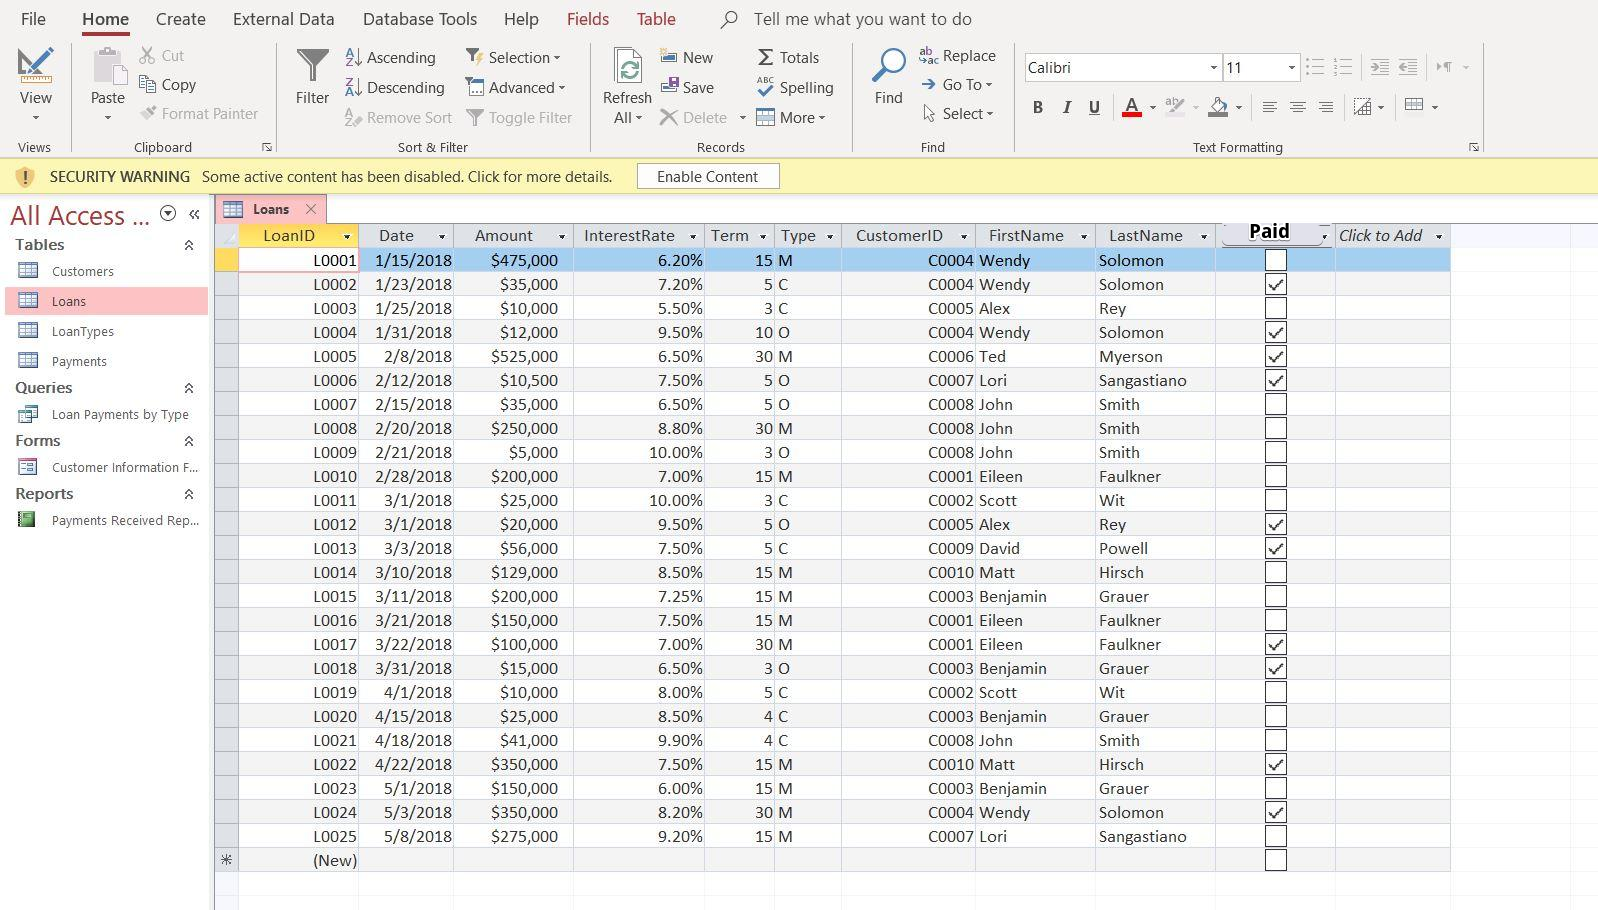 File Home Create External Data Database Tools Help Fields Table Tell me what you want to do
View
Views
Paste
Cut
Copy
Format Painter
Clipboard
Filter
Ascending
Descending
Remove Sort
Selection
Advanced
Toggle Filter
Sort & Filter
Refresh
All
New
Save
Delete
Totals
Spelling
More
Records
Find
Replace
Go To
Select
Find
Calibri 11
B I U A
Text Formatting
SECURITY WARNING Some active content has been disabled. Click for more details. Enable Content
All Access ...
Tables
Customers
Loans
LoanTypes
Payments
Queries
Loan Payments by Type
Forms
Customer Information F...
Reports
Payments Received Rep...
Loans
LoanID Date Amount InterestRate Term Type CustomerID FirstName LastName Paid Click to Add
L0001 1/15/2018 $475,000 6.20% 15 M C0004 Wendy Solomon
L0002 1/23/2018 $35,000 7.20% 5 C C0004 Wendy Solomon
L0003 1/25/2018 $10,000 5.50% 3 C C0005 Alex Rey
L0004 1/31/2018 $12,000 9.50% 10 O C0004 Wendy Solomon
L0005 2/8/2018 $525,000 6.50% 30 M C0006 Ted Myerson
L0006 2/12/2018 $10,500 7.50% 5 O C0007 Lori Sangastiano
L0007 2/15/2018 $35,000 6.50% 5 O C0008 John Smith
L0008 2/20/2018 $250,000 8.80% 30 M C0008 John Smith
L0009 2/21/2018 $5,000 10.00% 3 O C0008 John Smith
L0010 2/28/2018 $200,000 7.00% 15 M C0001 Eileen Faulkner
L0011 3/1/2018 $25,000 10.00% 3 C C0002 Scott Wit
L0012 3/1/2018 $20,000 9.50% 5 O C0005 Alex Rey
L0013 3/3/2018 $56,000 7.50% 5 C C0009 David Powell
L0014 3/10/2018 $129,000 8.50% 15 M C0010 Matt Hirsch
L0015 3/11/2018 $200,000 7.25% 15 M C0003 Benjamin Grauer
L0016 3/21/2018 $150,000 7.50% 15 M C0001 Eileen Faulkner
L0017 3/22/2018 $100,000 7.00% 30 M C0001 Eileen Faulkner
L0018 3/31/2018 $15,000 6.50% 3 O C0003 Benjamin Grauer
L0019 4/1/2018 $10,000 8.00% 5 C C0002 Scott Wit
L0020 4/15/2018 $25,000 8.50% 4 C C0003 Benjamin Grauer
L0021 4/18/2018 $41,000 9.90% 4 C C0008 John Smith
L0022 4/22/2018 $350,000 7.50% 15 M C0010 Matt Hirsch
L0023 5/1/2018 $150,000 6.00% 15 M C0003 Benjamin Grauer
L0024 5/3/2018 $350,000 8.20% 30 M C0004 Wendy Solomon
L0025 5/8/2018 $275,000 9.20% 15 M C0007 Lori Sangastiano
(New)